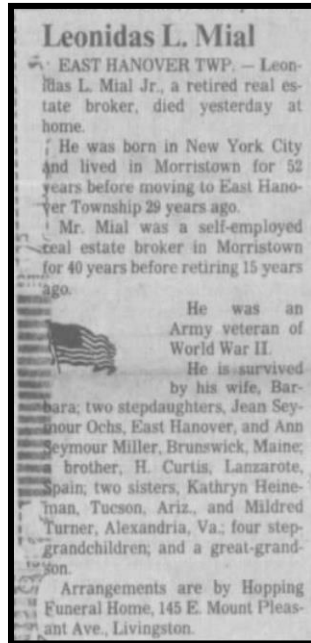 Leonidas L. Mial
EAST HANOVER TWP. — Leon-
idas L. Mial Jr., a retired real es-
tate broker, died yesterday at
home.
He was born in New York City
and lived in Morristown for 52
years before moving to East Hano-
ver Township 29 years ago.
Mr. Mial was a self-employed
real estate broker in Morristown
for 40 years before retiring 15 years
ago.
He was an
Army veteran of
World War II.
He is survived
by his wife, Bar-
bara; two stepdaughters, Jean Sey-
mour Ochs, East Hanover, and Ann
Seymour Miller, Brunswick, Maine;
a brother, H. Curtis, Lanzarote,
Spain; two sisters, Kathryn Heine-
man, Tucson, Ariz., and Mildred
Turner, Alexandria, Va.; four step-
grandchildren; and a great-grand-
son.
Arrangements are by Hopping
Funeral Home, 145 E. Mount Pleas-
ant Ave., Livingston.